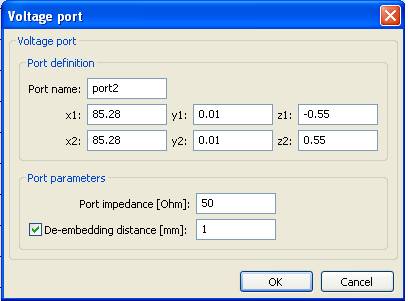 Voltage port
Voltage port
Port definition
Port name: port2
x1: 85.28 y1: 0.01 z1: -0.55
x2: 85.28 y2: 0.01 z2: 0.55
Port parameters
Port impedance [Ohm]: 50
De-embedding distance [mm]: 1
OK Cancel